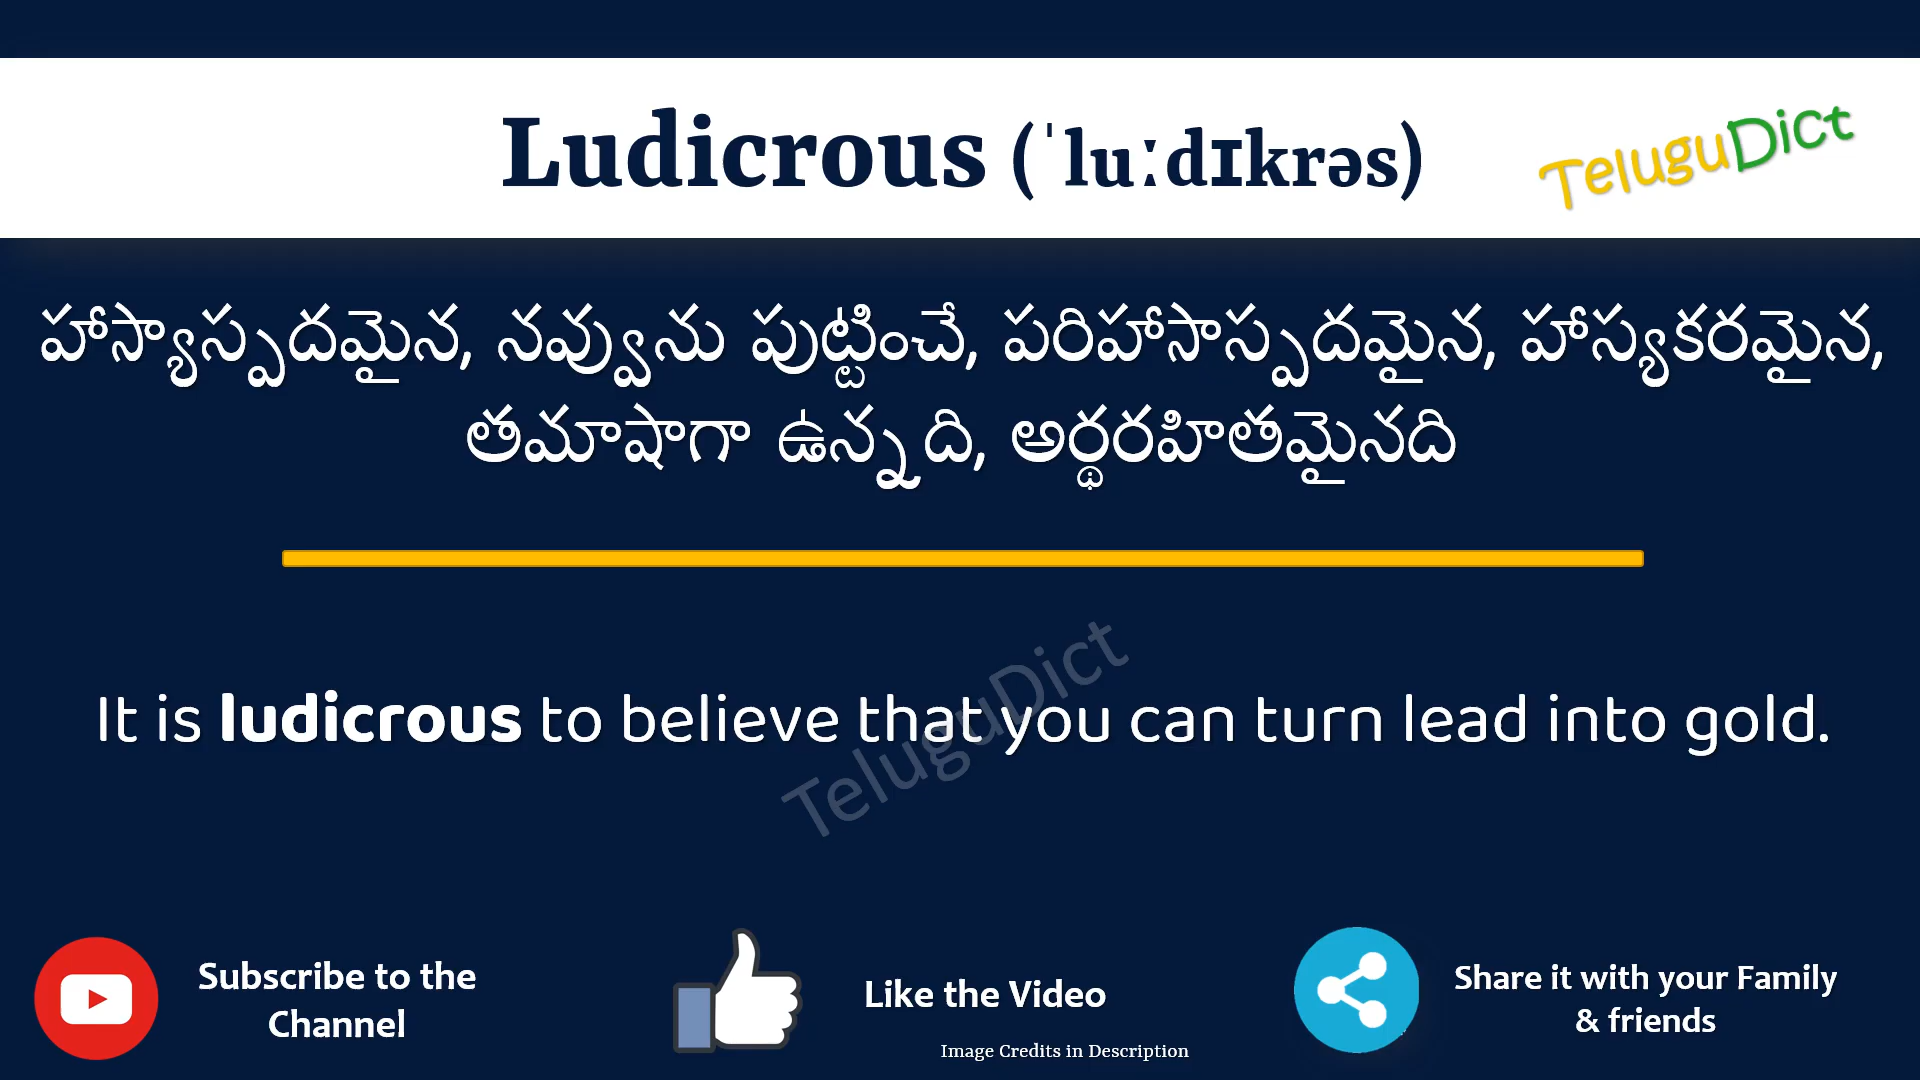 Ludicrous (ˈluːdɪkrəs)
TeluguDict
హాస్యాస్పదమైన, నవ్వును పుట్టించే, పరిహాసాస్పదమైన, హాస్యకరమైన,
తమాషాగా ఉన్నది, అర్థరహితమైనది
It is ludicrous to believe that you can turn lead into gold.
TeluguDict
Subscribe to the
Channel
Like the Video
Share it with your Family
& friends
Image Credits in Description